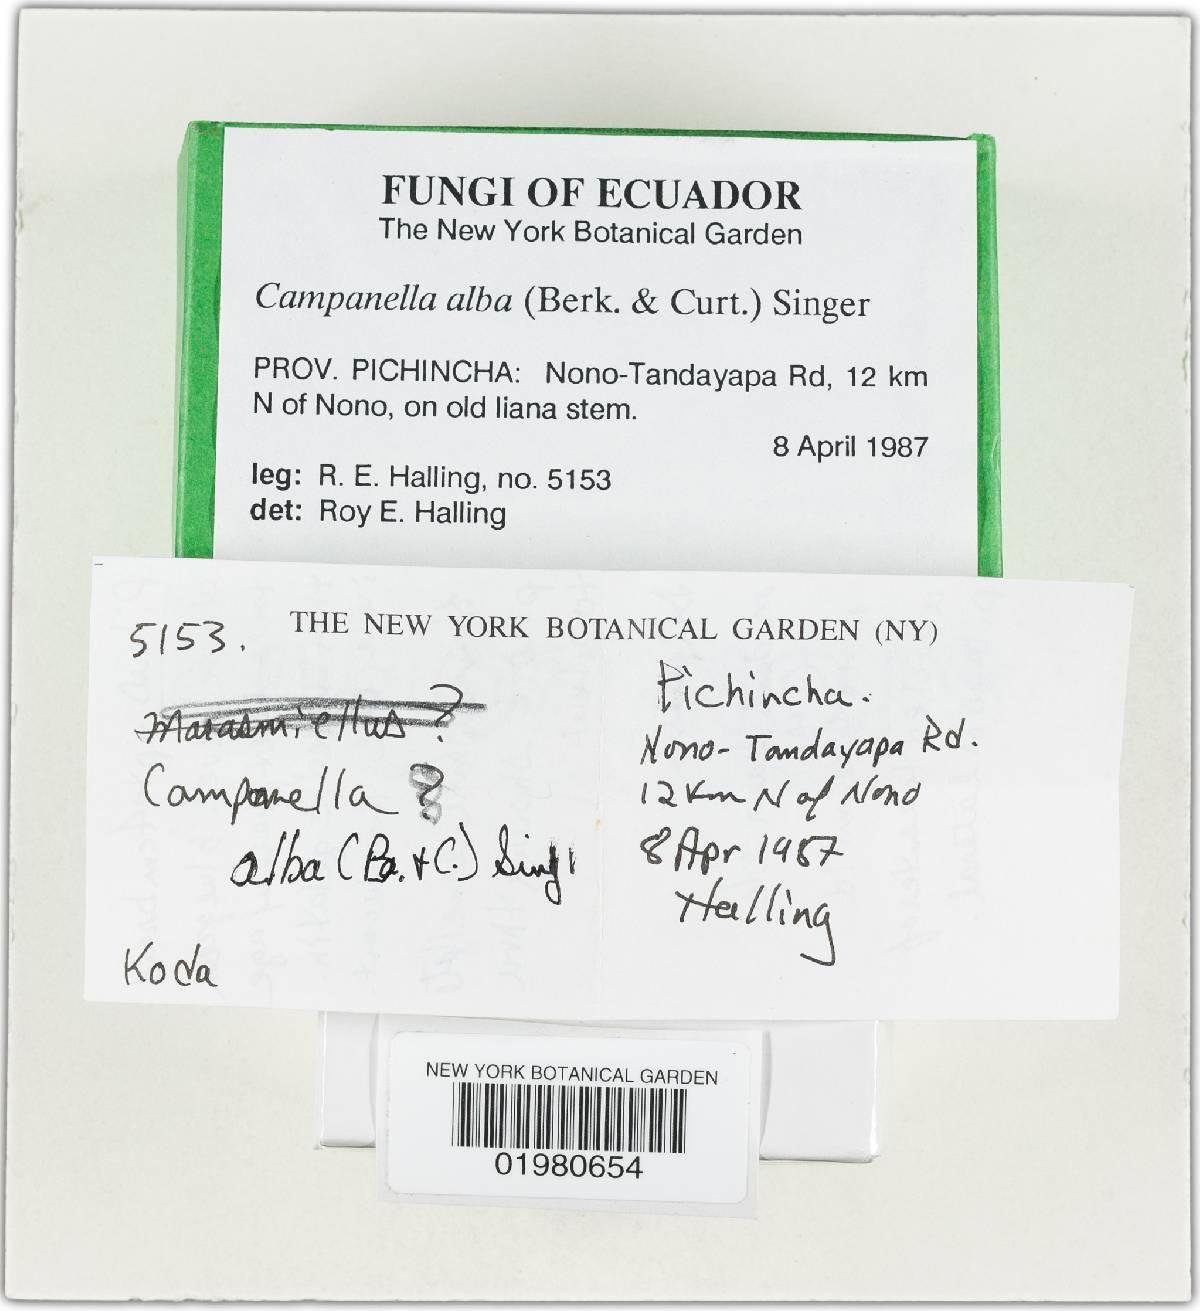 FUNGI OF ECUADOR
The New York Botanical Garden
Campanella alba (Berk. & Curt.) Singer
PROV. PICHINCHA: Nono-Tandayapa Rd, 12 km
N of Nono, on old liana stem.
8 April 1987
leg: R. E. Halling, no. 5153
det: Roy E. Halling
THE NEW YORK BOTANICAL GARDEN (NY)
5153.
Marasmiellus ?
Campanella ?
alba (B. + C.) Sing
Koda
Pichincha.
Nono-Tandayapa Rd.
12 Km N of Nono
8 Apr 1987
Halling
NEW YORK BOTANICAL GARDEN
01980654